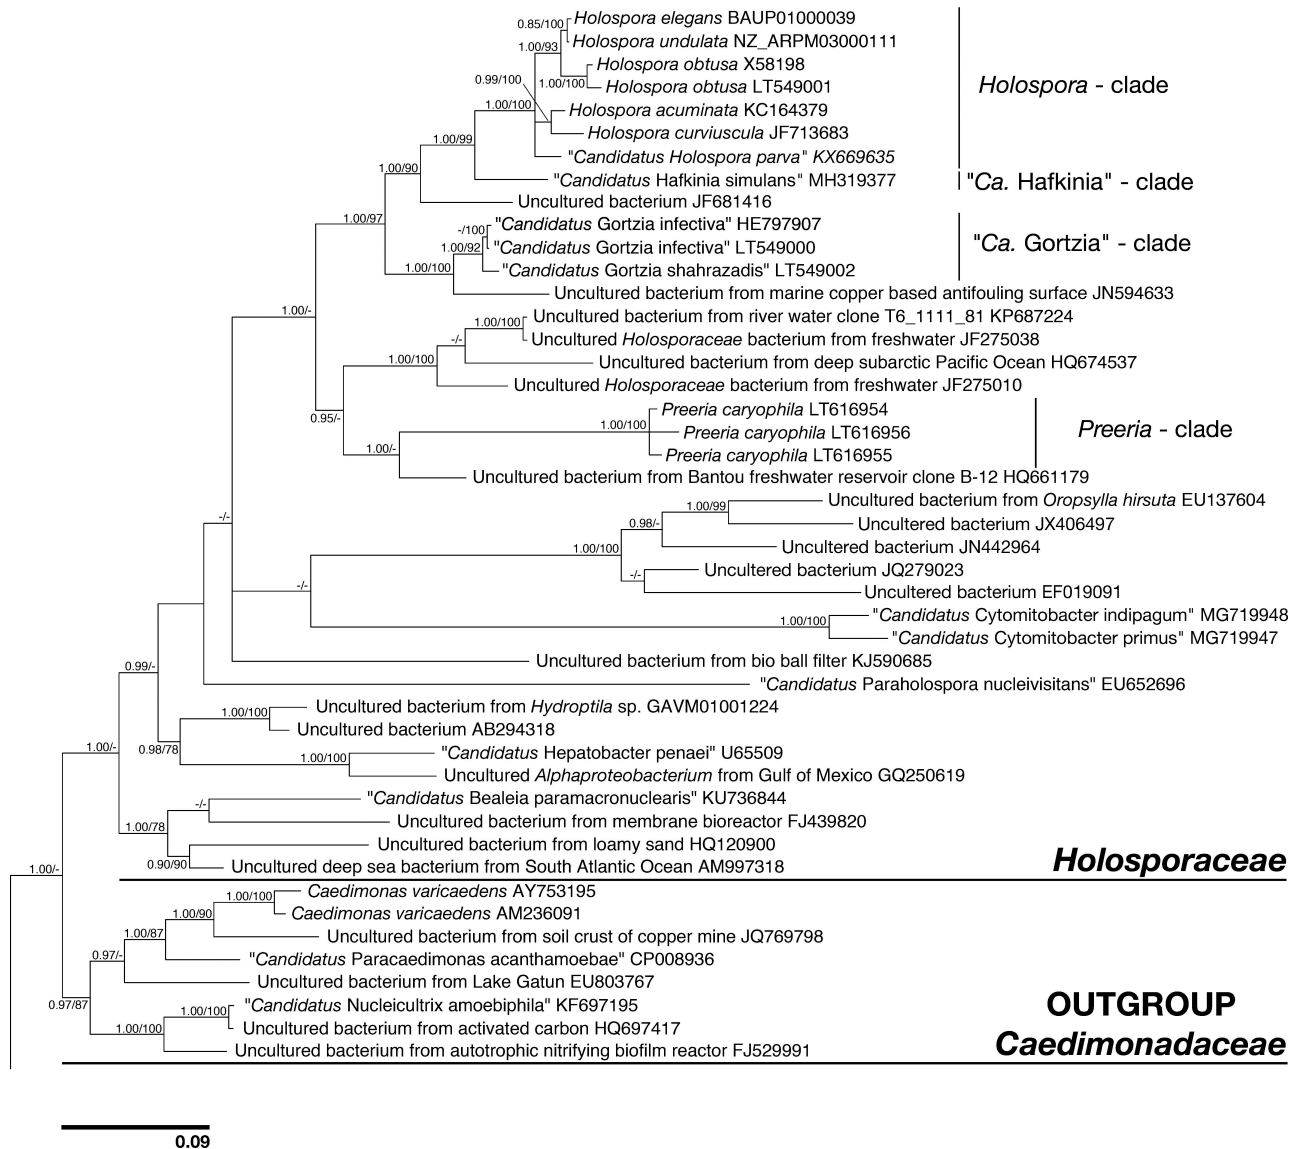 0.85/100
Holospora elegans BAUP01000039
Holospora undulata NZ_ARPM03000111
1.00/93
Holospora obtusa X58198
1.00/100
Holospora obtusa LT549001
Holospora - clade
0.99/100
1.00/100
Holospora acuminata KC164379
Holospora curviuscula JF713683
1.00/99
"Candidatus Holospora parva" KX669635
1.00/90
"Candidatus Hafkinia simulans" MH319377
"Ca. Hafkinia" - clade
Uncultured bacterium JF681416
1.00/97
-/100
"Candidatus Gortzia infectiva" HE797907
1.00/92
"Candidatus Gortzia infectiva" LT549000
"Ca. Gortzia" - clade
1.00/100
"Candidatus Gortzia shahrazadis" LT549002
Uncultured bacterium from marine copper based antifouling surface JN594633
1.00/-
1.00/100
Uncultured bacterium from river water clone T6_1111_81 KP687224
-/-
Uncultured Holosporaceae bacterium from freshwater JF275038
1.00/100
Uncultured bacterium from deep subarctic Pacific Ocean HQ674537
Uncultured Holosporaceae bacterium from freshwater JF275010
0.95/-
Preeria caryophila LT616954
1.00/100
Preeria caryophila LT616956
Preeria - clade
1.00/-
Preeria caryophila LT616955
Uncultured bacterium from Bantou freshwater reservoir clone B-12 HQ661179
-/-
1.00/99
Uncultured bacterium from Oropsylla hirsuta EU137604
0.98/-
Uncultered bacterium JX406497
1.00/100
Uncultered bacterium JN442964
-/-
Uncultered bacterium JQ279023
-/-
Uncultered bacterium EF019091
1.00/100
"Candidatus Cytomitobacter indipagum" MG719948
"Candidatus Cytomitobacter primus" MG719947
0.99/-
Uncultured bacterium from bio ball filter KJ590685
"Candidatus Paraholospora nucleivisitans" EU652696
1.00/100
Uncultured bacterium from Hydroptila sp. GAVM01001224
Uncultured bacterium AB294318
1.00/-
0.98/78
1.00/100
"Candidatus Hepatobacter penaei" U65509
Uncultured Alphaproteobacterium from Gulf of Mexico GQ250619
-/-
"Candidatus Bealeia paramacronuclearis" KU736844
1.00/78
Uncultured bacterium from membrane bioreactor FJ439820
Uncultured bacterium from loamy sand HQ120900
0.90/90
Uncultured deep sea bacterium from South Atlantic Ocean AM997318
Holosporaceae
1.00/-
1.00/100
Caedimonas varicaedens AY753195
1.00/90
Caedimonas varicaedens AM236091
1.00/87
Uncultured bacterium from soil crust of copper mine JQ769798
0.97/-
"Candidatus Paracaedimonas acanthamoebae" CP008936
Uncultured bacterium from Lake Gatun EU803767
0.97/87
1.00/100
"Candidatus Nucleicultrix amoebiphila" KF697195
1.00/100
Uncultured bacterium from activated carbon HQ697417
Uncultured bacterium from autotrophic nitrifying biofilm reactor FJ529991
OUTGROUP
Caedimonadaceae
0.09